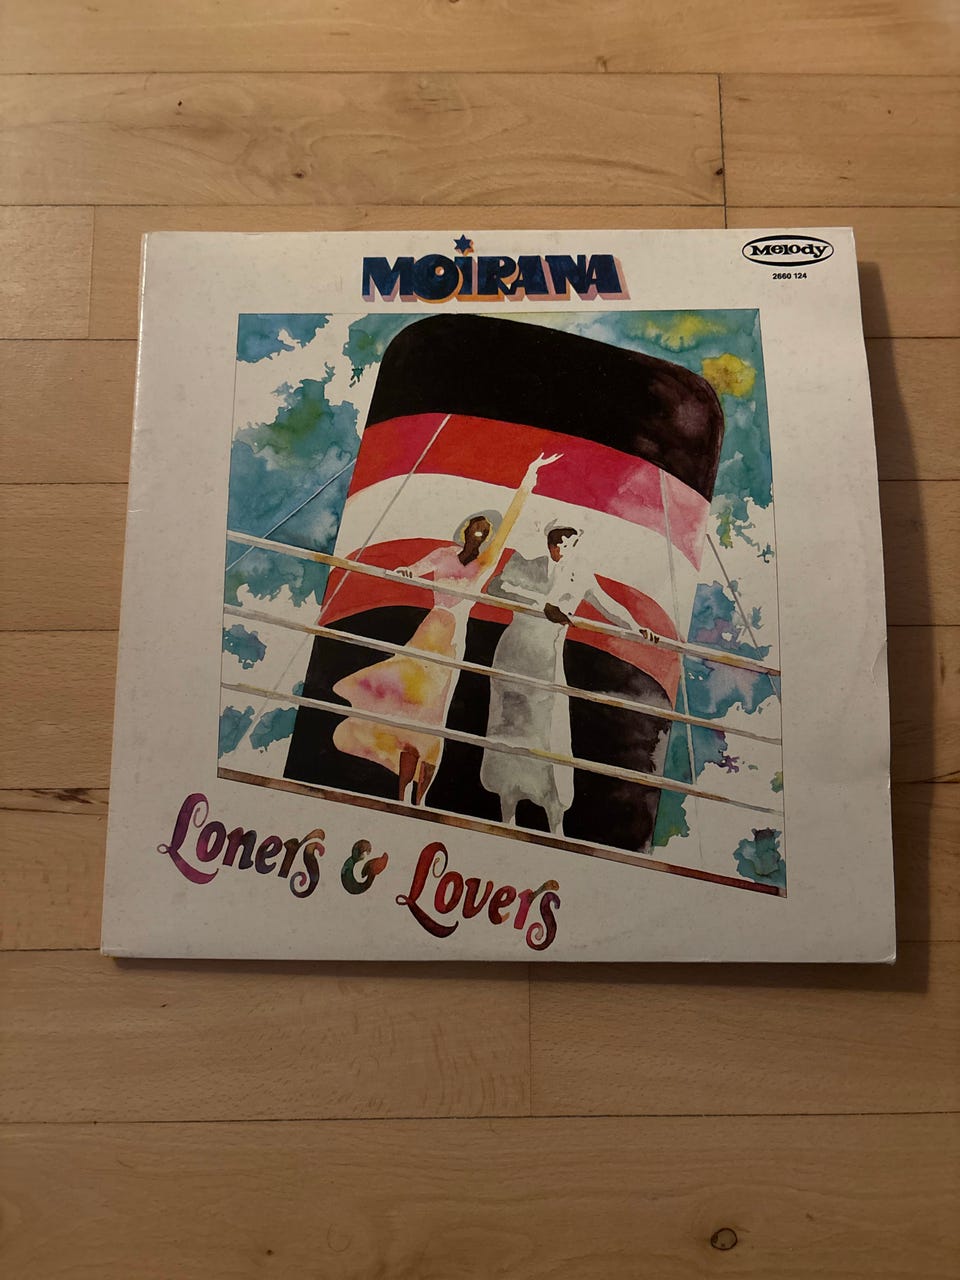 MOiRANA
Melody
2660 124
Loners & Lovers